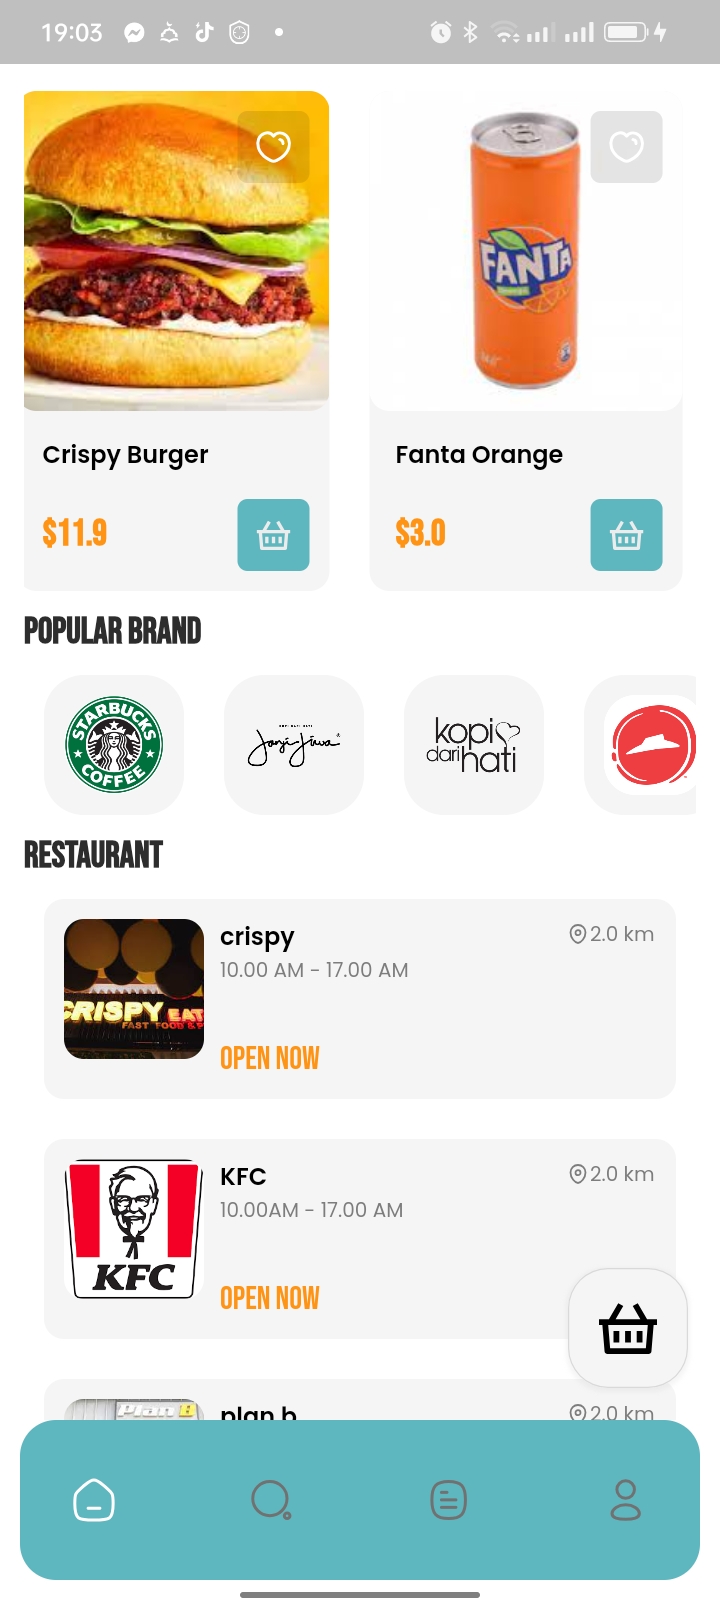 19:03
FANTA
Crispy Burger
Fanta Orange
$11.9
$3.0
POPULAR BRAND
STARBUCKS
COFFEE
Janji Jiwa
kopi
dari hati
RESTAURANT
CRISPY EAT
FAST FOOD &
crispy
2.0 km
10.00 AM - 17.00 AM
OPEN NOW
KFC
KFC
2.0 km
10.00AM - 17.00 AM
OPEN NOW
Plan B
plan b
2.0 km